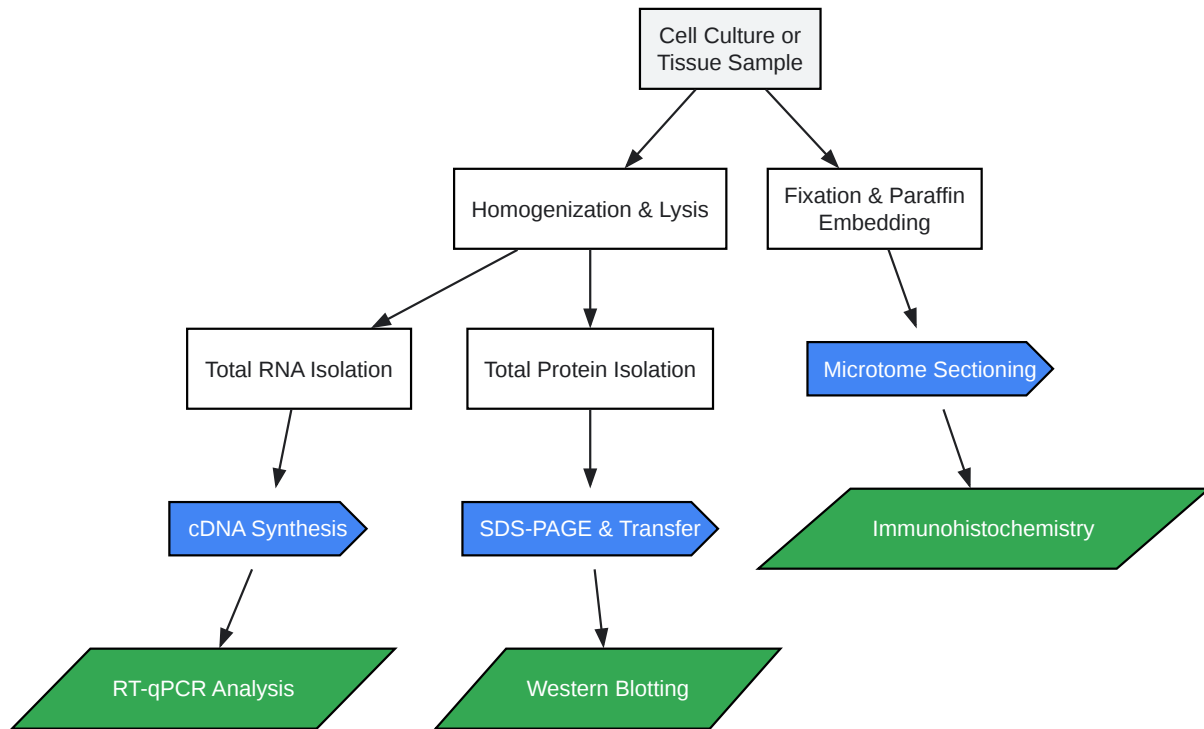 Cell Culture or
Tissue Sample
Homogenization & Lysis
Fixation & Paraffin
Embedding
Total RNA Isolation
Total Protein Isolation
Microtome Sectioning
cDNA Synthesis
SDS-PAGE & Transfer
Immunohistochemistry
RT-qPCR Analysis
Western Blotting